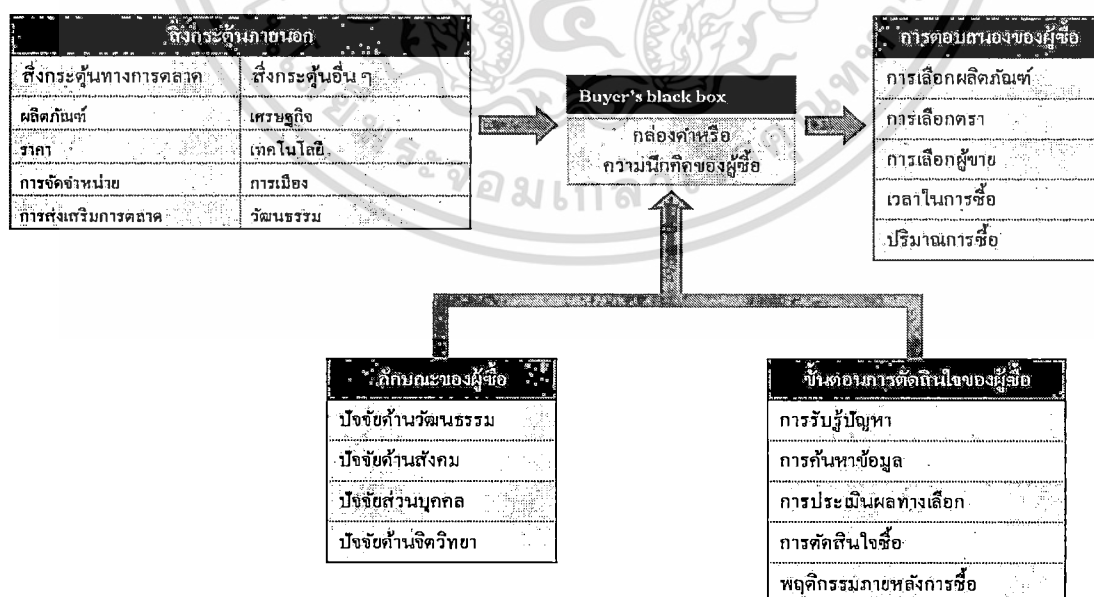 สิ่งกระตุ้นภายนอก
สิ่งกระตุ้นทางการตลาด
สิ่งกระตุ้นอื่น ๆ
ผลิตภัณฑ์
เศรษฐกิจ
ราคา
เทคโนโลยี
การจัดจำหน่าย
การเมือง
การส่งเสริมการตลาด
วัฒนธรรม
Buyer's black box
กล่องดำหรือ
ความนึกคิดของผู้ซื้อ
การตอบสนองของผู้ซื้อ
การเลือกผลิตภัณฑ์
การเลือกตรา
การเลือกผู้ขาย
เวลาในการซื้อ
ปริมาณการซื้อ
ลักษณะของผู้ซื้อ
ปัจจัยด้านวัฒนธรรม
ปัจจัยด้านสังคม
ปัจจัยส่วนบุคคล
ปัจจัยด้านจิตวิทยา
ขั้นตอนการตัดสินใจของผู้ซื้อ
การรับรู้ปัญหา
การค้นหาข้อมูล
การประเมินผลทางเลือก
การตัดสินใจซื้อ
พฤติกรรมภายหลังการซื้อ